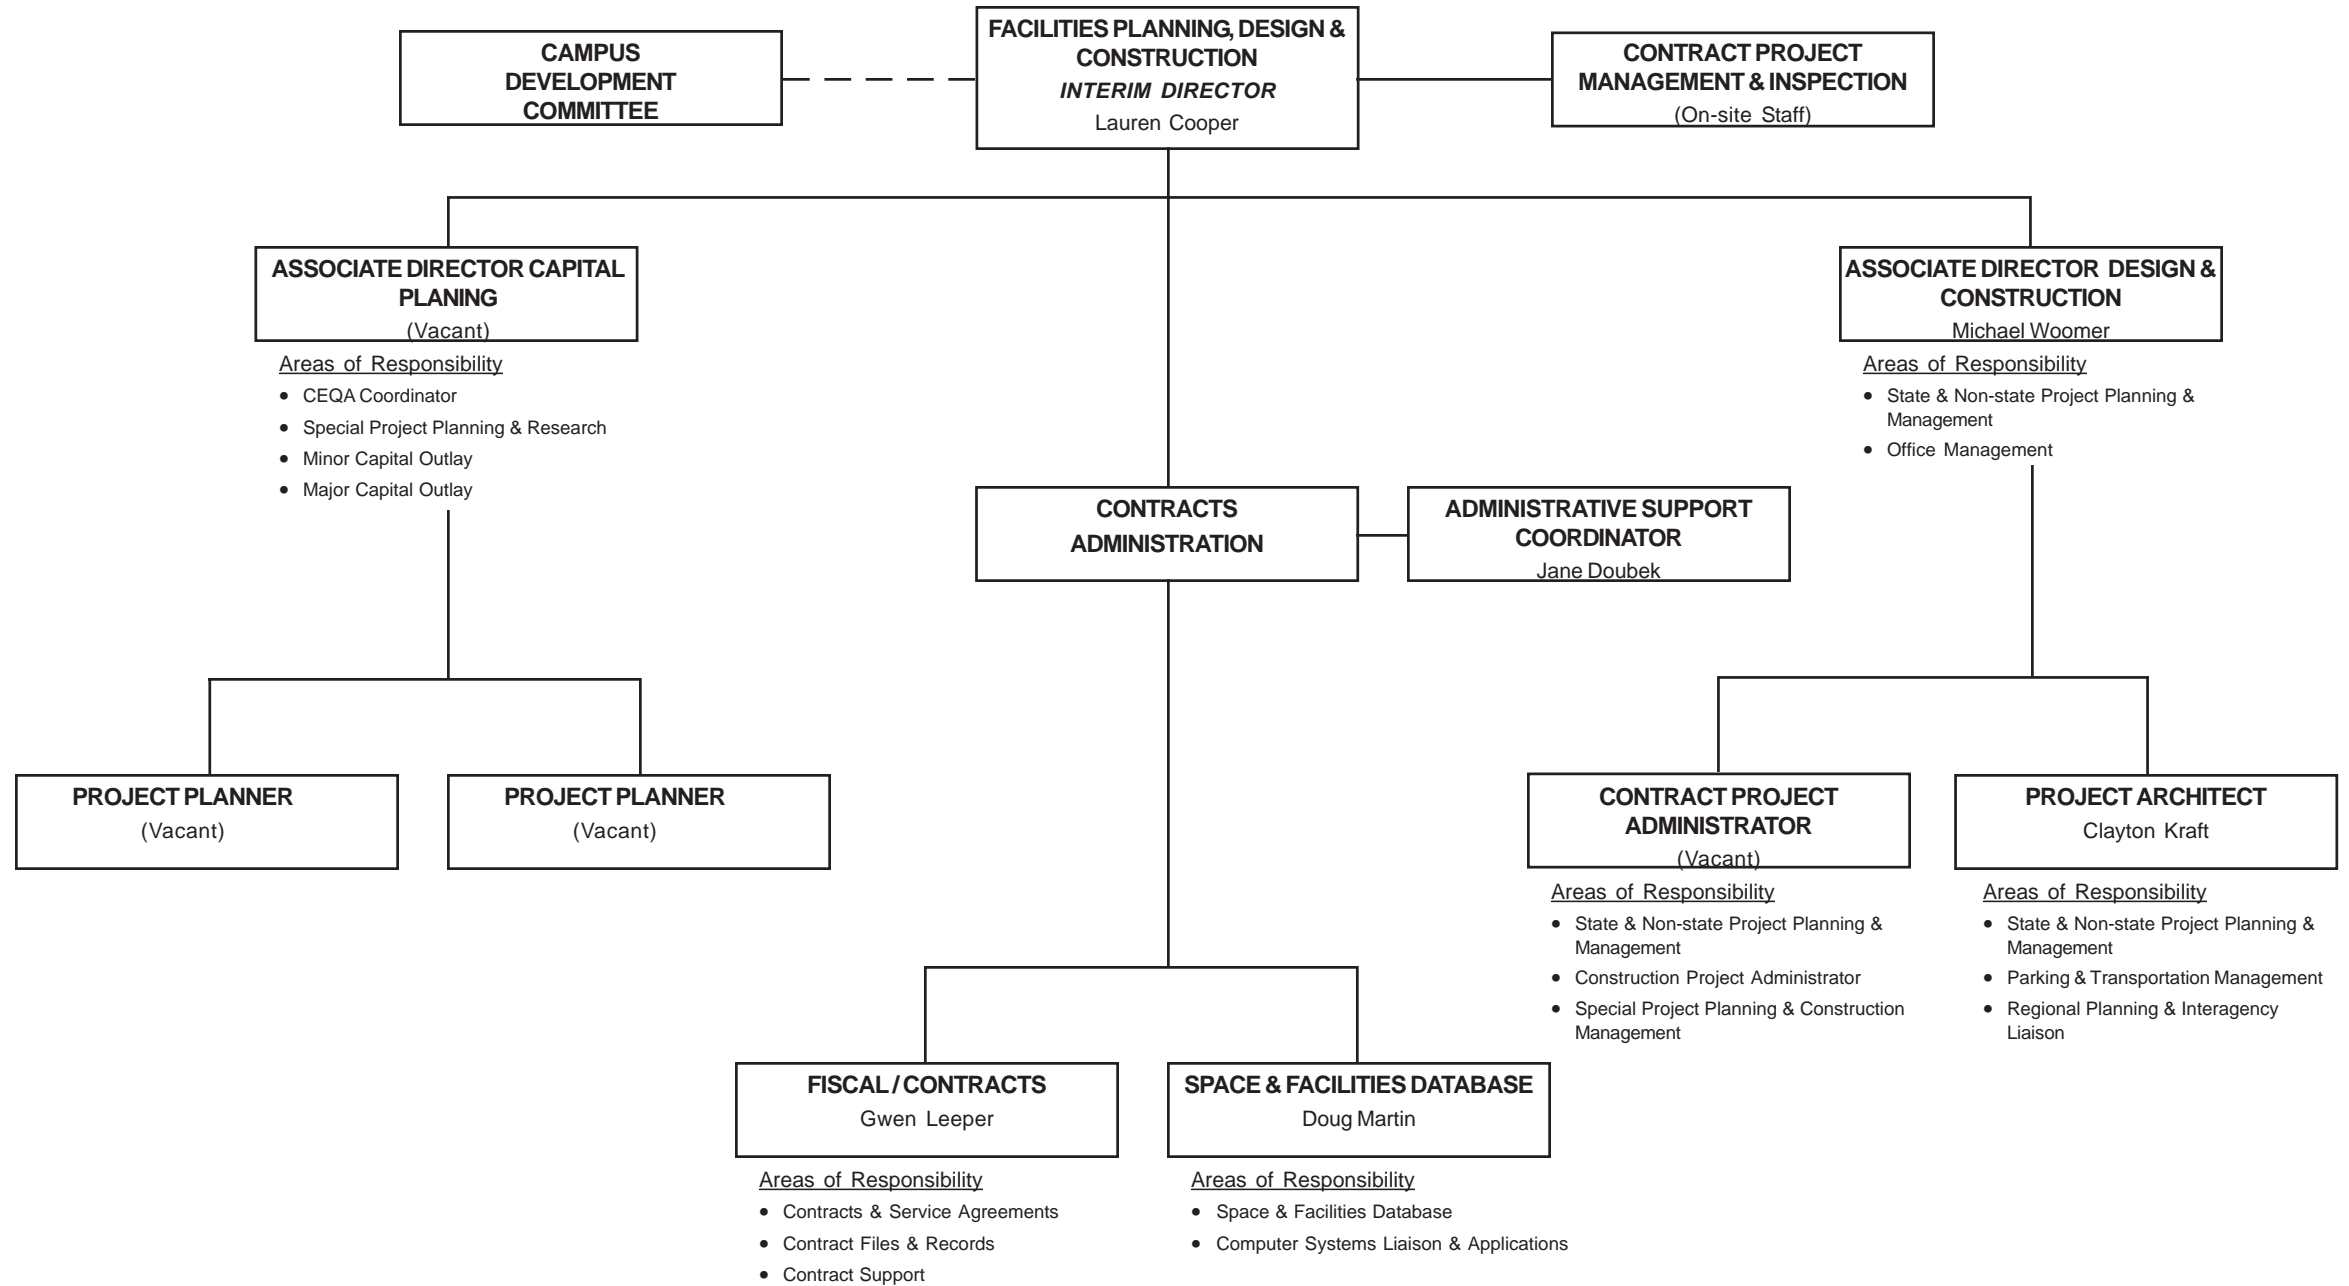 CAMPUS
DEVELOPMENT
COMMITTEE
FACILITIES PLANNING, DESIGN &
CONSTRUCTION
INTERIM DIRECTOR
Lauren Cooper
CONTRACT PROJECT
MANAGEMENT & INSPECTION
(On-site Staff)
ASSOCIATE DIRECTOR CAPITAL
PLANING
(Vacant)
Areas of Responsibility
• CEQA Coordinator
• Special Project Planning & Research
• Minor Capital Outlay
• Major Capital Outlay
ASSOCIATE DIRECTOR DESIGN &
CONSTRUCTION
Michael Woomer
Areas of Responsibility
• State & Non-state Project Planning &
Management
• Office Management
CONTRACTS
ADMINISTRATION
ADMINISTRATIVE SUPPORT
COORDINATOR
Jane Doubek
PROJECT PLANNER
(Vacant)
PROJECT PLANNER
(Vacant)
CONTRACT PROJECT
ADMINISTRATOR
(Vacant)
Areas of Responsibility
• State & Non-state Project Planning &
Management
• Construction Project Administrator
• Special Project Planning & Construction
Management
PROJECT ARCHITECT
Clayton Kraft
Areas of Responsibility
• State & Non-state Project Planning &
Management
• Parking & Transportation Management
• Regional Planning & Interagency
Liaison
FISCAL / CONTRACTS
Gwen Leeper
Areas of Responsibility
• Contracts & Service Agreements
• Contract Files & Records
• Contract Support
SPACE & FACILITIES DATABASE
Doug Martin
Areas of Responsibility
• Space & Facilities Database
• Computer Systems Liaison & Applications